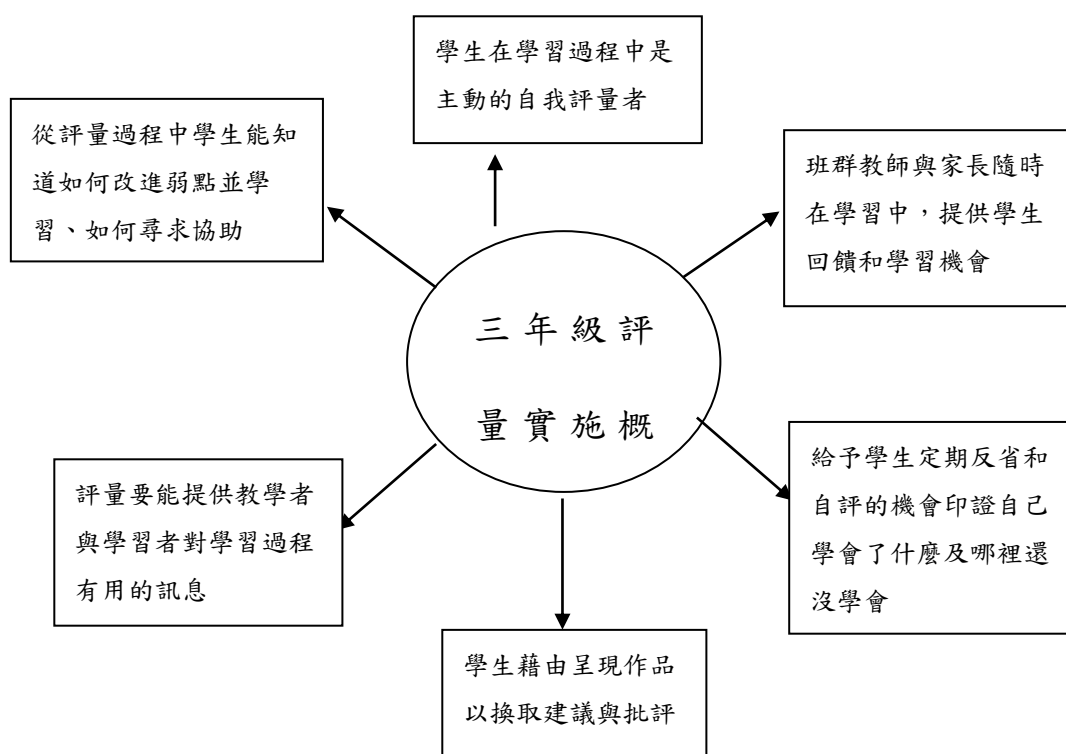 學生在學習過程中是
主動的自我評量者
從評量過程中學生能知
道如何改進弱點並學
習、如何尋求協助
班群教師與家長隨時
在學習中，提供學生
回饋和學習機會
三年級評
量實施概
評量要能提供教學者
與學習者對學習過程
有用的訊息
給予學生定期反省和
自評的機會印證自己
學會了什麼及哪裡還
沒學會
學生藉由呈現作品
以換取建議與批評